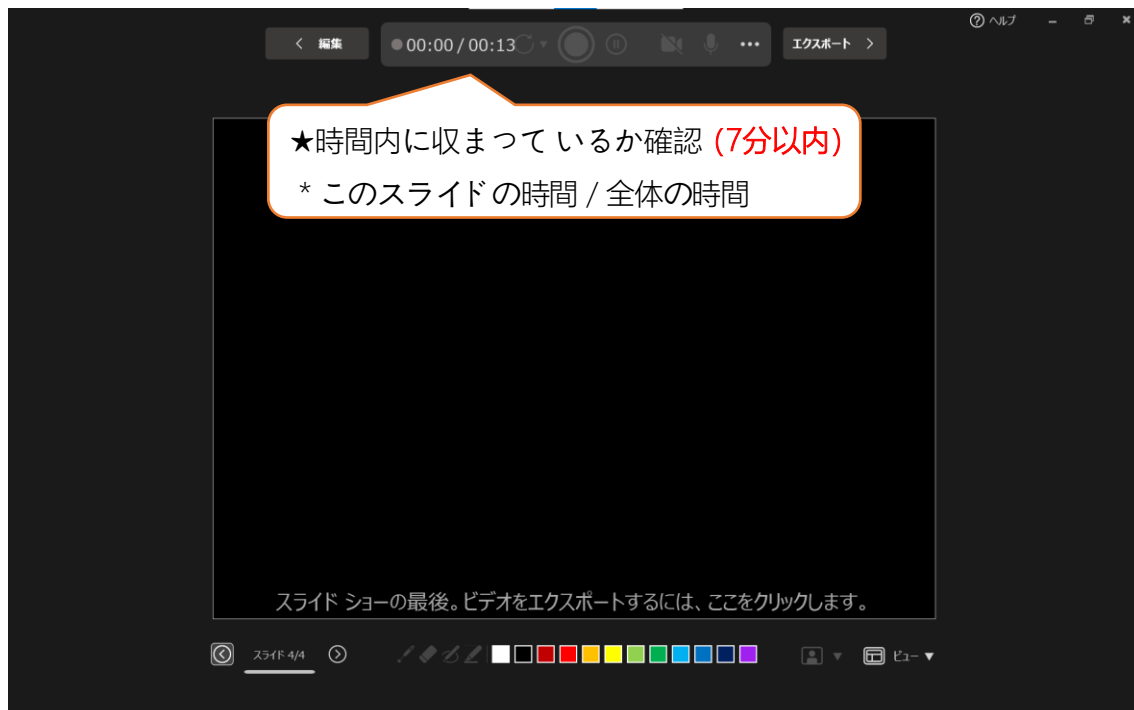 ヘルプ
編集
00:00 / 00:13
エクスポート
★時間内に収まっているか確認 (7分以内)
* このスライドの時間 / 全体の時間
スライド ショーの最後。ビデオをエクスポートするには、ここをクリックします。
スライド 4/4
ビュー